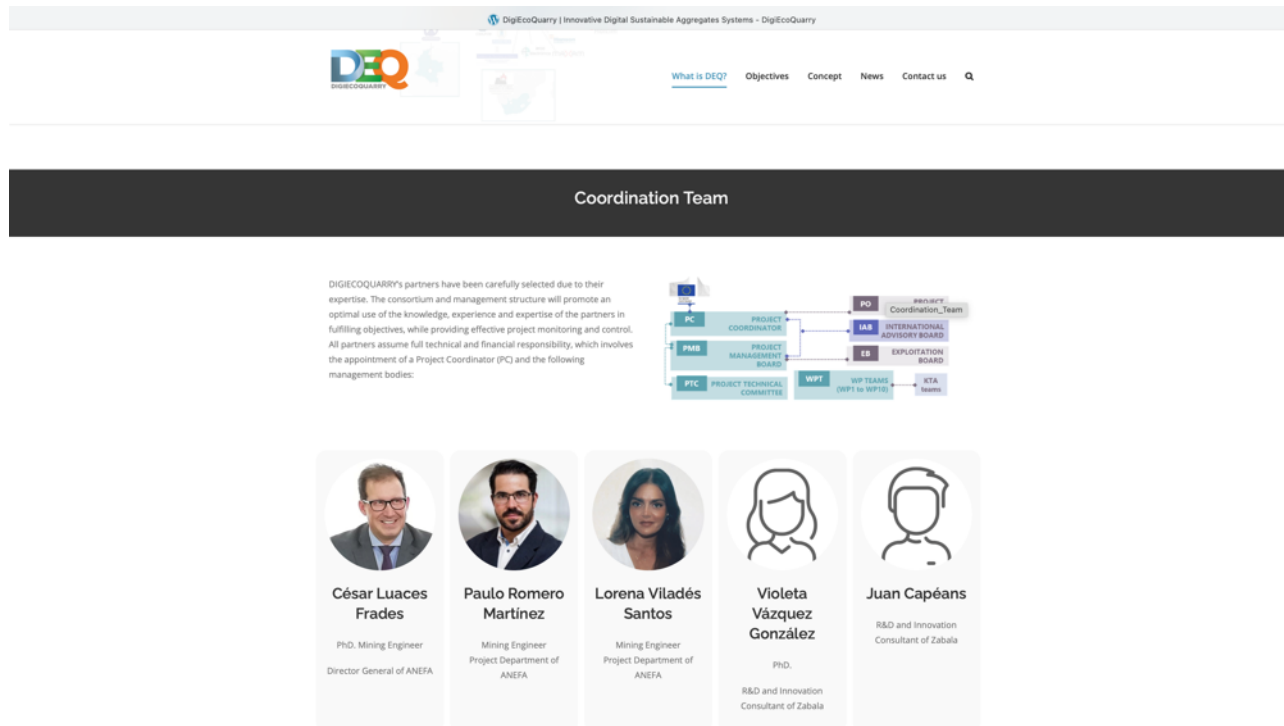 DigiEcoQuarry | Innovative Digital Sustainable Aggregates Systems - DigiEcoQuarry
DEQ
DIGIECOQUARRY
What is DEQ?
Objectives
Concept
News
Contact us
Coordination Team
DIGIECOQUARRY's partners have been carefully selected due to their
expertise. The consortium and management structure will promote an
optimal use of the knowledge, experience and expertise of the partners in
fulfilling objectives, while providing effective project monitoring and control.
All partners assume full technical and financial responsibility, which involves
the appointment of a Project Coordinator (PC) and the following
management bodies:
PC
PROJECT
COORDINATOR
PMB
PROJECT
MANAGEMENT
BOARD
PTC
PROJECT TECHNICAL
COMMITTEE
PO
PROJECT
Coordination_Team
IAB
INTERNATIONAL
ADVISORY BOARD
EB
EXPLOITATION
BOARD
WPT
WP TEAMS
(WP1 to WP10)
KTA
teams
César Luaces
Frades
PhD. Mining Engineer
Director General of ANEFA
Paulo Romero
Martínez
Mining Engineer
Project Department of
ANEFA
Lorena Viladés
Santos
Mining Engineer
Project Department of
ANEFA
Violeta
Vázquez
González
PhD.
R&D and Innovation
Consultant of Zabala
Juan Capéans
R&D and Innovation
Consultant of Zabala